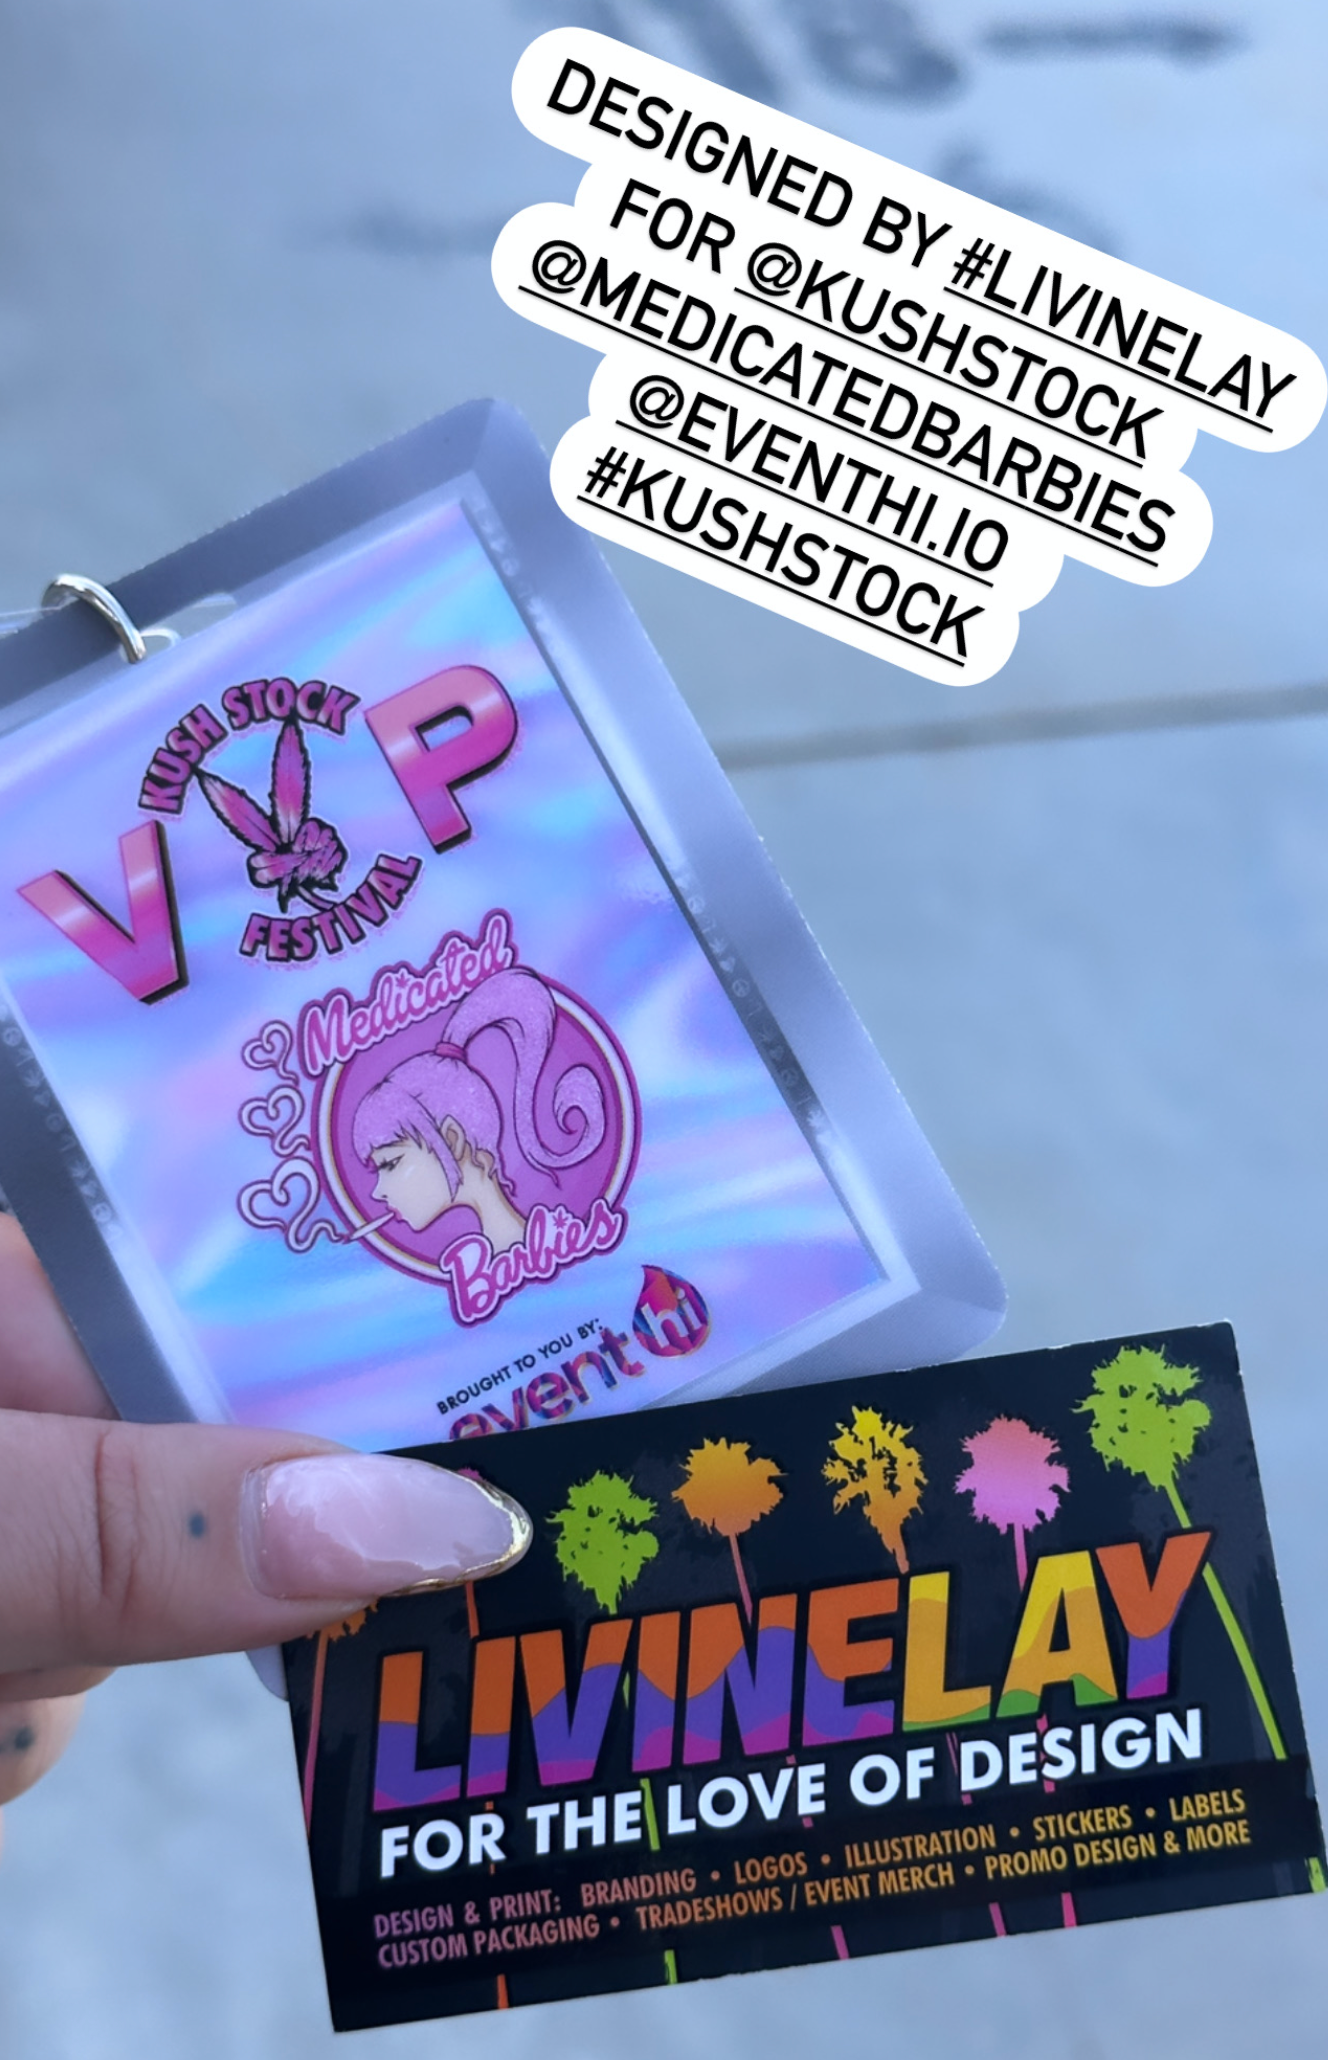 DESIGNED BY #LIVINELAY
FOR @KUSHSTOCK
@MEDICATEDBARBIES
@EVENTHI.IO
#KUSHSTOCK
KUSH STOCK
V P
FESTIVAL
Medicated
Barbies
BROUGHT TO YOU BY:
event hi
LIVINELAY
FOR THE LOVE OF DESIGN
DESIGN & PRINT: BRANDING • LOGOS • ILLUSTRATION • STICKERS • LABELS
CUSTOM PACKAGING • TRADESHOWS / EVENT MERCH • PROMO DESIGN & MORE